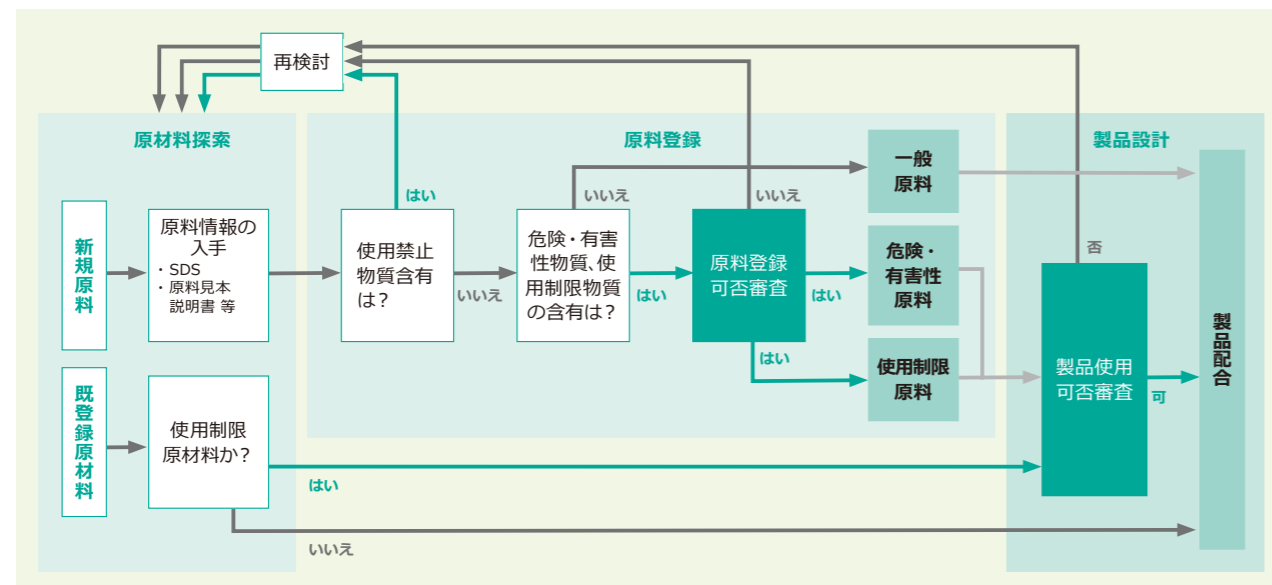 再検討
原材料探索
新規原料
原料情報の
入手
・SDS
・原料見本
説明書 等
既登録原材料
使用制限
原材料か?
はい
いいえ
原料登録
使用禁止
物質含有
は?
はい
いいえ
危険・有害
性物質、使
用制限物質
の含有は?
いいえ
はい
原料登録
可否審査
いいえ
はい
はい
一般
原料
危険・
有害性
原料
使用制限
原料
製品設計
否
製品使用
可否審査
可
製品配合